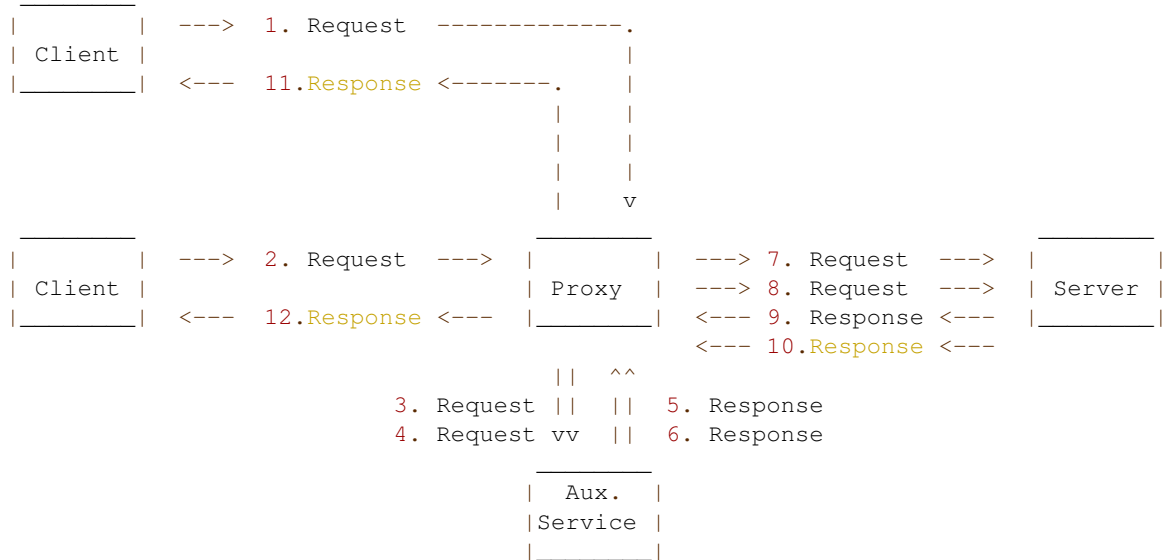 1. Request
Client
11.Response
2. Request
7. Request
Client
Proxy
8. Request
Server
12.Response
9. Response
10.Response
3. Request
5. Response
4. Request
6. Response
Aux.
Service